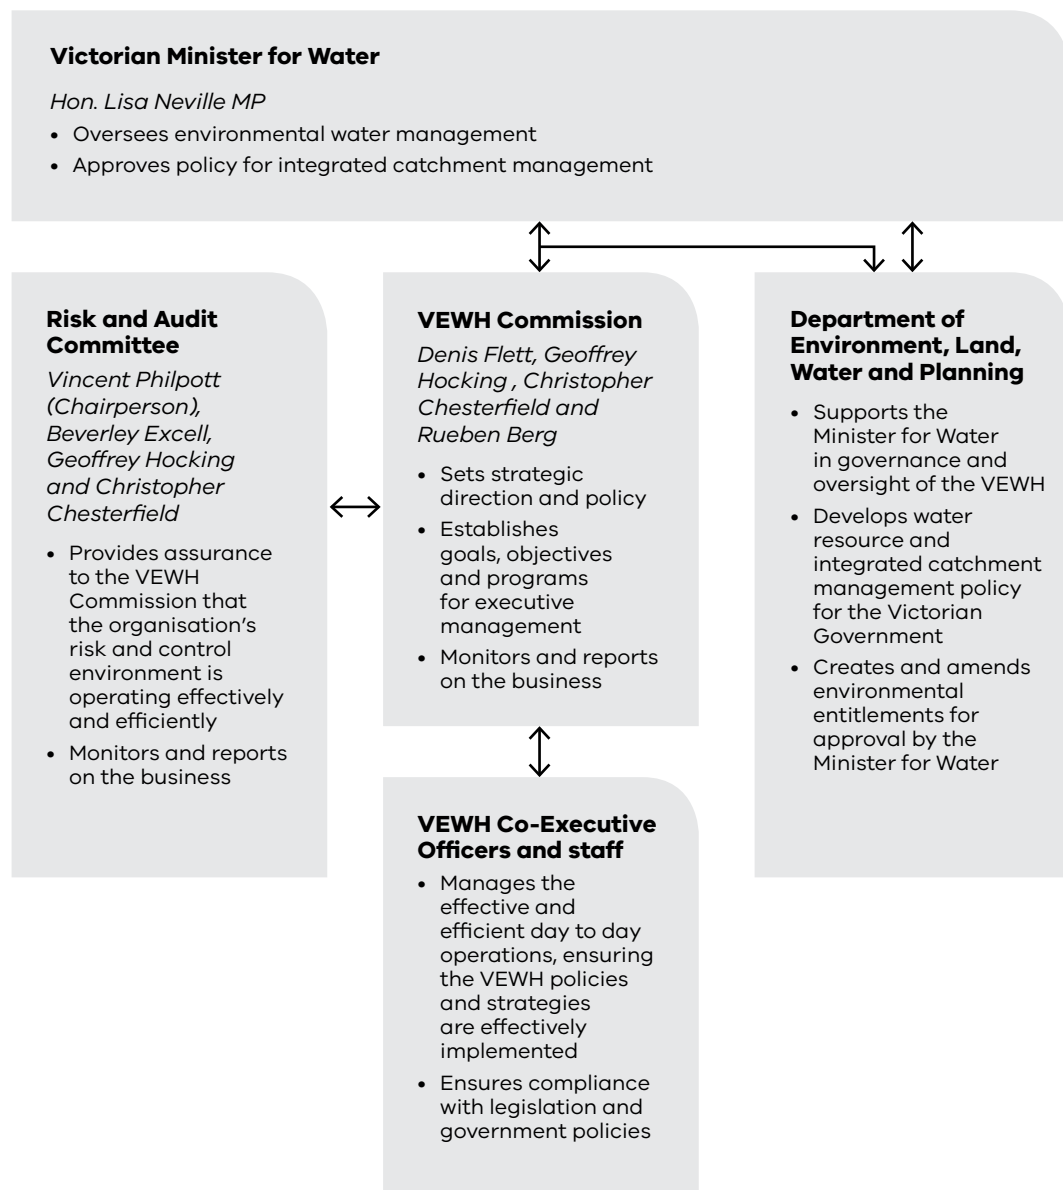 Victorian Minister for Water
Hon. Lisa Neville MP
• Oversees environmental water management
• Approves policy for integrated catchment management
Risk and Audit
Committee
Vincent Philpott
(Chairperson),
Beverley Excell,
Geoffrey Hocking
and Christopher
Chesterfield
• Provides assurance
to the VEWH
Commission that
the organisation’s
risk and control
environment is
operating effectively
and efficiently
• Monitors and reports
on the business
VEWH Commission
Denis Flett, Geoffrey
Hocking , Christopher
Chesterfield and
Rueben Berg
• Sets strategic
direction and policy
• Establishes
goals, objectives
and programs
for executive
management
• Monitors and reports
on the business
Department of
Environment, Land,
Water and Planning
• Supports the
Minister for Water
in governance and
oversight of the VEWH
• Develops water
resource and
integrated catchment
management policy
for the Victorian
Government
• Creates and amends
environmental
entitlements for
approval by the
Minister for Water
VEWH Co-Executive
Officers and staff
• Manages the
effective and
efficient day to day
operations, ensuring
the VEWH policies
and strategies
are effectively
implemented
• Ensures compliance
with legislation and
government policies